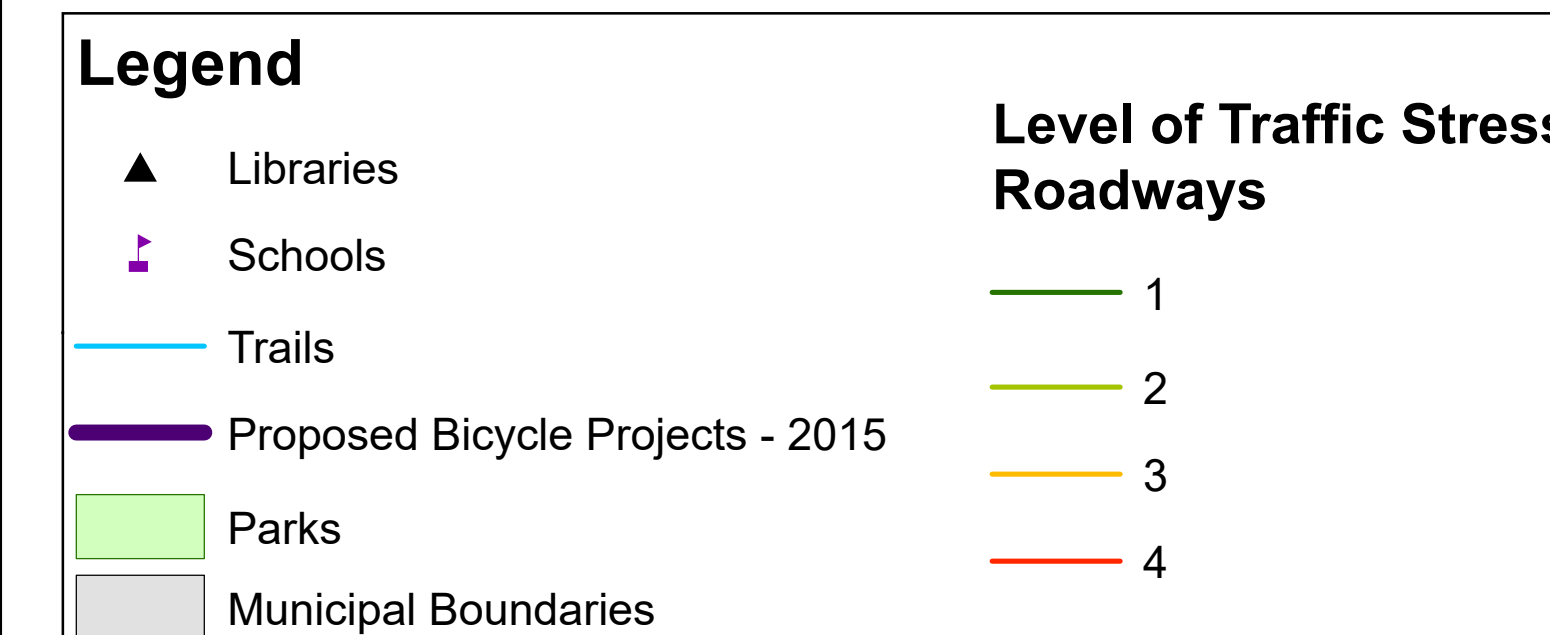 Legend
Libraries
Schools
Trails
Proposed Bicycle Projects - 2015
Parks
Municipal Boundaries
Level of Traffic Stress
Roadways
1
2
3
4